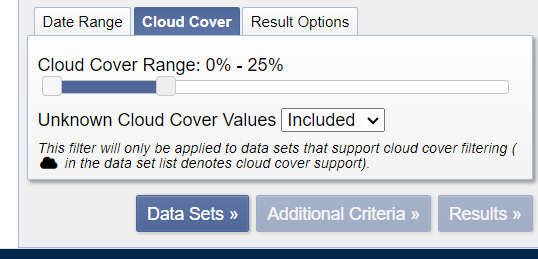 Date Range Cloud Cover Result Options
Cloud Cover Range: 0% - 25%
Unknown Cloud Cover Values Included
This filter will only be applied to data sets that support cloud cover filtering (
in the data set list denotes cloud cover support).
Data Sets » Additional Criteria » Results »